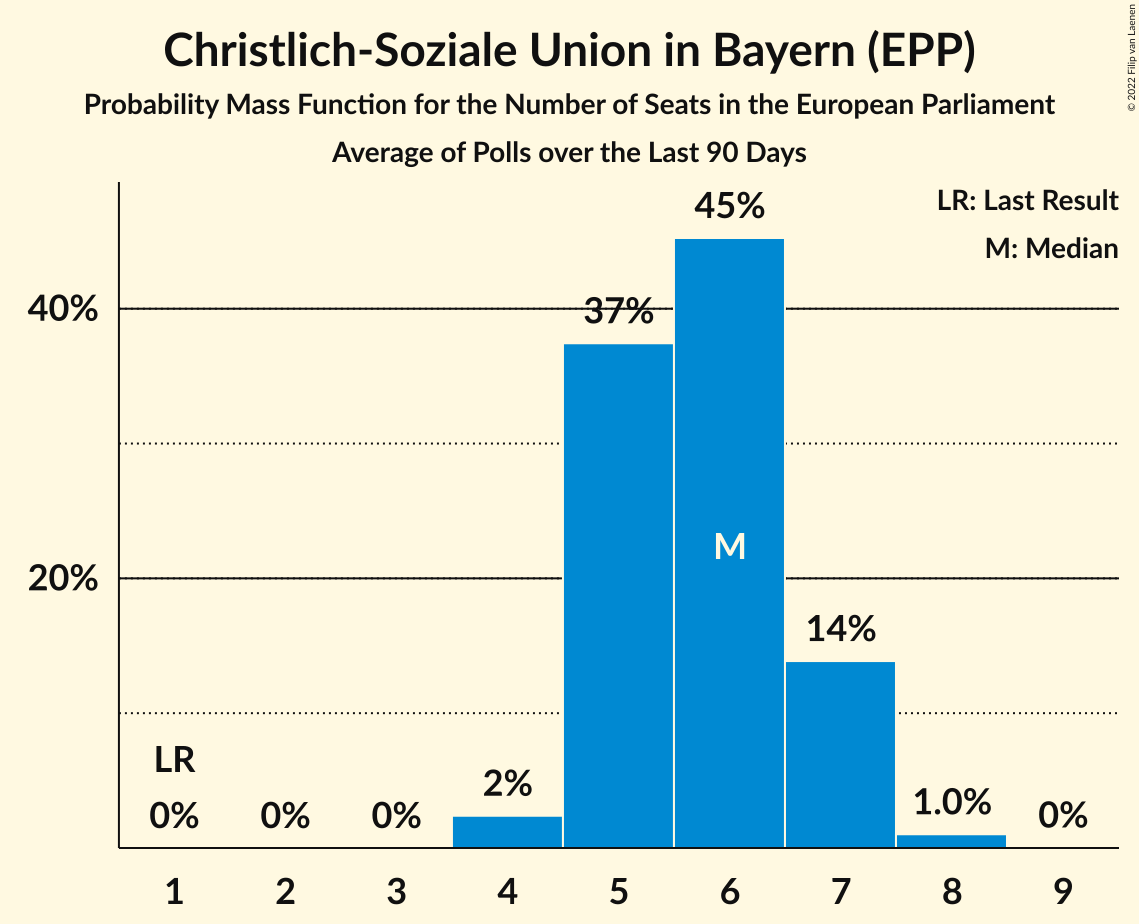 Christlich-Soziale Union in Bayern (EPP)
Probability Mass Function for the Number of Seats in the European Parliament
Average of Polls over the Last 90 Days
© 2022 Filip van Laenen
LR: Last Result
M: Median
45%
40%
37%
M
20%
14%
LR
0%
0%
0%
2%
1.0%
0%
1 2 3 4 5 6 7 8 9